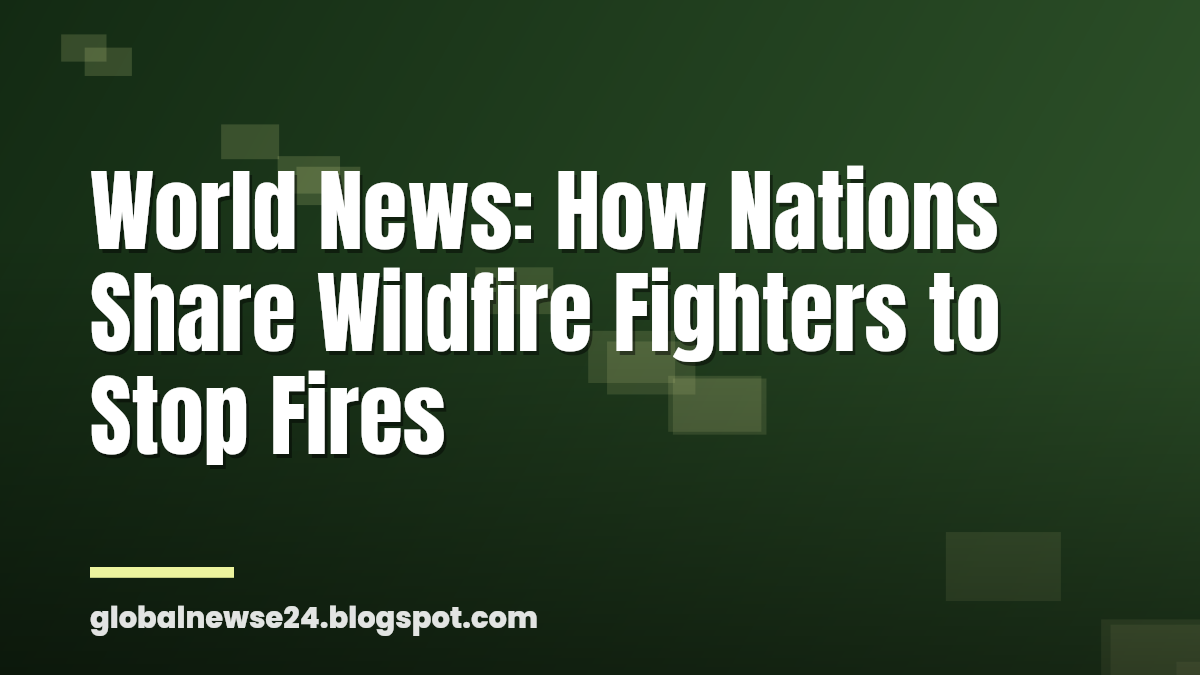 World News: How Nations
Share Wildfire Fighters to
Stop Fires
globalnewse24.blogspot.com